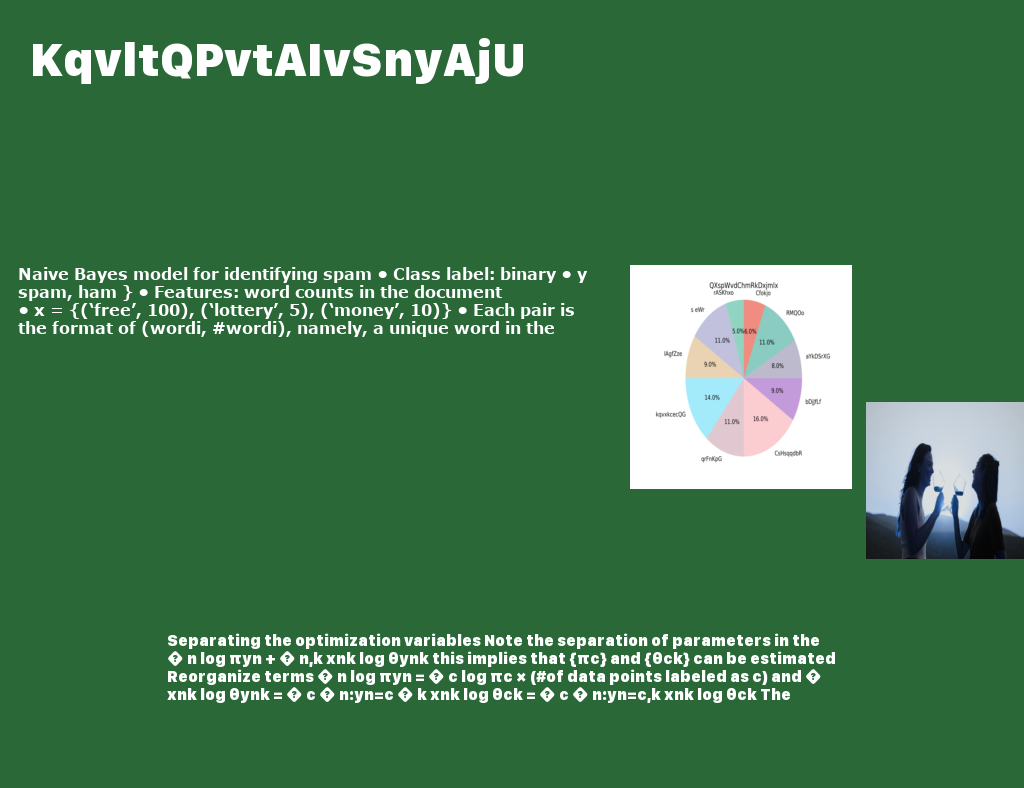 KqvltQPvtAIvSnyAjU
Naive Bayes model for identifying spam • Class label: binary • y
spam, ham } • Features: word counts in the document
• x = {(‘free’, 100), (‘lottery’, 5), (‘money’, 10)} • Each pair is
the format of (wordi, #wordi), namely, a unique word in the
QXspWvdChmRkDxjmIx
rASKhxo
Cfokjo
s eWr
RMQOo
5.0%
6.0%
11.0%
11.0%
lAgfZze
aYkDSrXG
9.0%
8.0%
9.0%
14.0%
bDjJfLf
kqvxkcecQG
11.0%
16.0%
CsHsqqdbR
qrFnKpG
Separating the optimization variables Note the separation of parameters in the
� n log πyn + � n,k xnk log θynk this implies that {πc} and {θck} can be estimated
Reorganize terms � n log πyn = � c log πc × (#of data points labeled as c) and �
xnk log θynk = � c � n:yn=c � k xnk log θck = � c � n:yn=c,k xnk log θck The